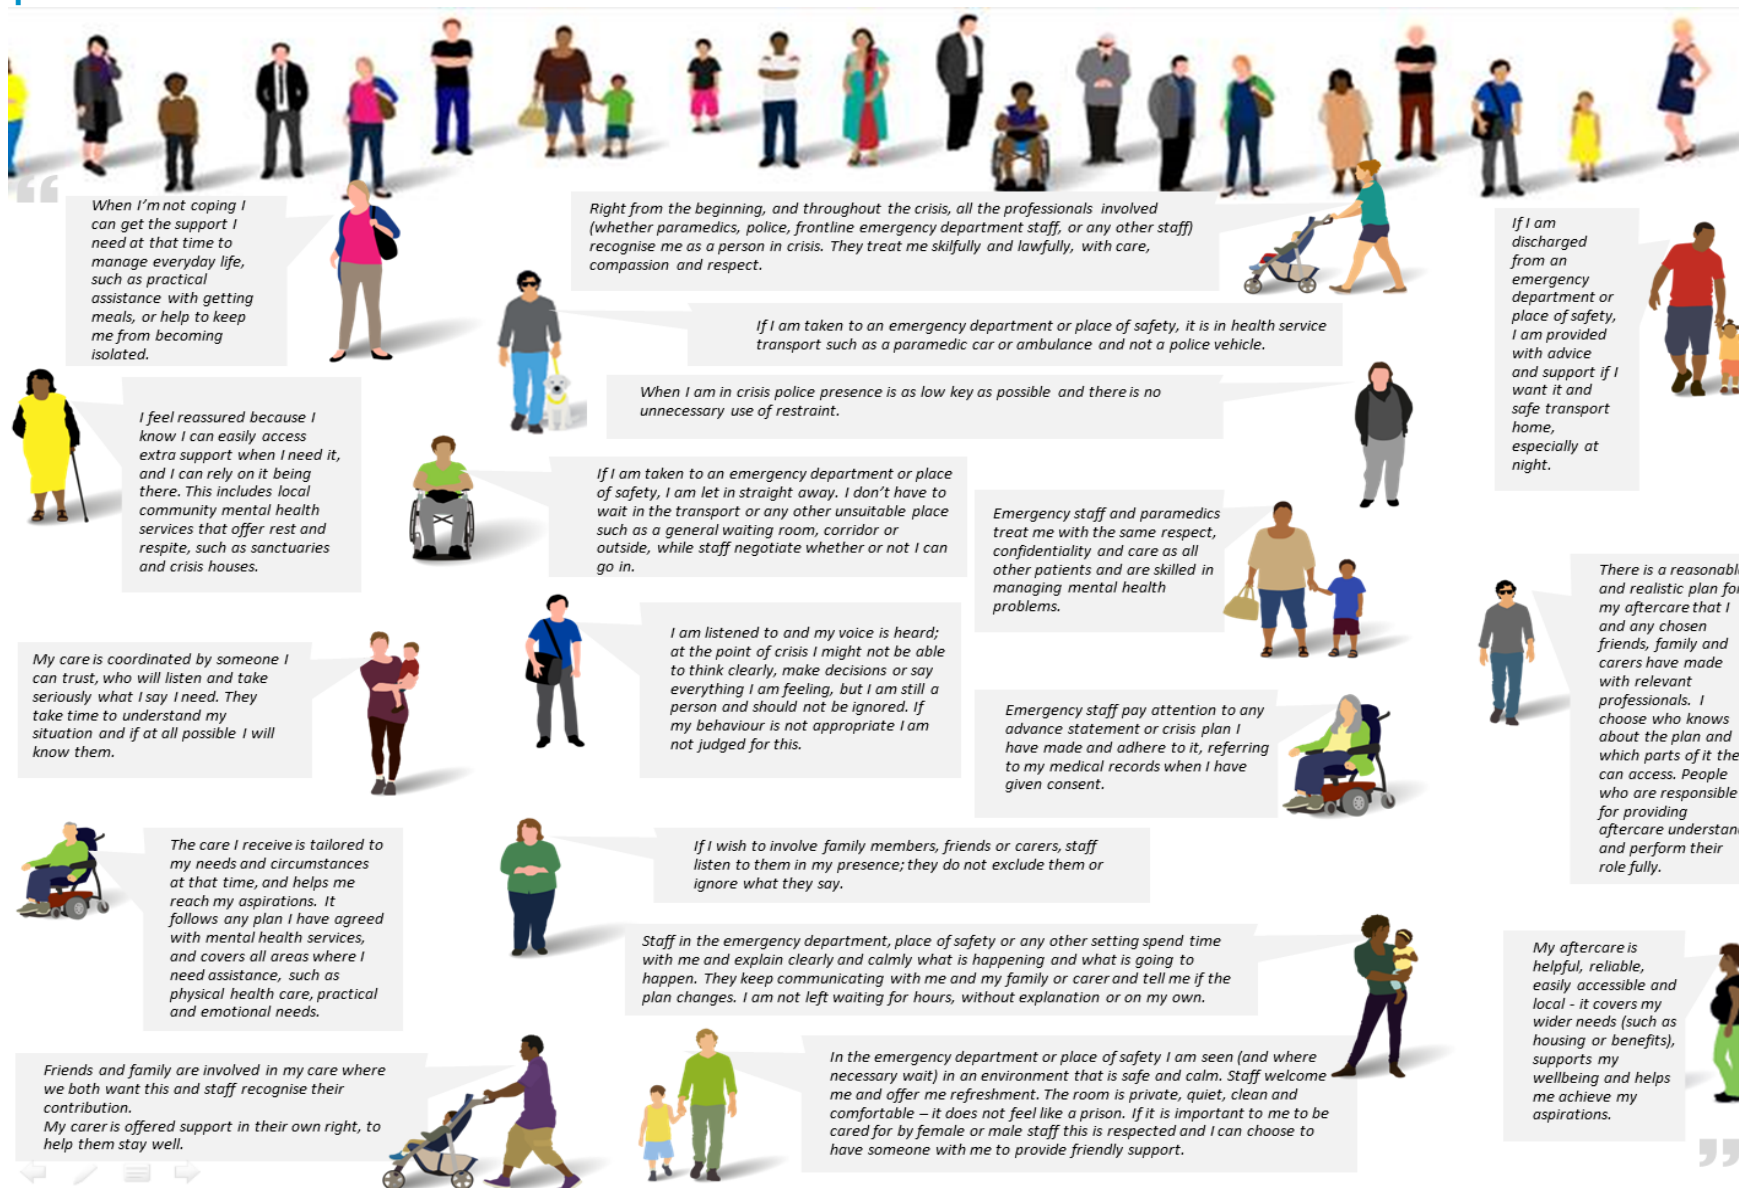 “
When I’m not coping I
can get the support I
need at that time to
manage everyday life,
such as practical
assistance with getting
meals, or help to keep
me from becoming
isolated.
I feel reassured because I
know I can easily access
extra support when I need it,
and I can rely on it being
there. This includes local
community mental health
services that offer rest and
respite, such as sanctuaries
and crisis houses.
My care is coordinated by someone I
can trust, who will listen and take
seriously what I say I need. They
take time to understand my
situation and if at all possible I will
know them.
The care I receive is tailored to
my needs and circumstances
at that time, and helps me
reach my aspirations. It
follows any plan I have agreed
with mental health services,
and covers all areas where I
need assistance, such as
physical health care, practical
and emotional needs.
Friends and family are involved in my care where
we both want this and staff recognise their
contribution.
My carer is offered support in their own right, to
help them stay well.
Right from the beginning, and throughout the crisis, all the professionals involved
(whether paramedics, police, frontline emergency department staff, or any other staff)
recognise me as a person in crisis. They treat me skilfully and lawfully, with care,
compassion and respect.
If I am taken to an emergency department or place of safety, it is in health service
transport such as a paramedic car or ambulance and not a police vehicle.
When I am in crisis police presence is as low key as possible and there is no
unnecessary use of restraint.
If I am taken to an emergency department or place
of safety, I am let in straight away. I don’t have to
wait in the transport or any other unsuitable place
such as a general waiting room, corridor or
outside, while staff negotiate whether or not I can
go in.
Emergency staff and paramedics
treat me with the same respect,
confidentiality and care as all
other patients and are skilled in
managing mental health
problems.
I am listened to and my voice is heard;
at the point of crisis I might not be able
to think clearly, make decisions or say
everything I am feeling, but I am still a
person and should not be ignored. If
my behaviour is not appropriate I am
not judged for this.
Emergency staff pay attention to any
advance statement or crisis plan I
have made and adhere to it, referring
to my medical records when I have
given consent.
If I wish to involve family members, friends or carers, staff
listen to them in my presence; they do not exclude them or
ignore what they say.
Staff in the emergency department, place of safety or any other setting spend time
with me and explain clearly and calmly what is happening and what is going to
happen. They keep communicating with me and my family or carer and tell me if the
plan changes. I am not left waiting for hours, without explanation or on my own.
In the emergency department or place of safety I am seen (and where
necessary wait) in an environment that is safe and calm. Staff welcome
me and offer me refreshment. The room is private, quiet, clean and
comfortable – it does not feel like a prison. If it is important to me to be
cared for by female or male staff this is respected and I can choose to
have someone with me to provide friendly support.
If I am
discharged
from an
emergency
department or
place of safety,
I am provided
with advice
and support if I
want it and
safe transport
home,
especially at
night.
There is a reasonable
and realistic plan for
my aftercare that I
and any chosen
friends, family and
carers have made
with relevant
professionals. I
choose who knows
about the plan and
which parts of it the
can access. People
who are responsible
for providing
aftercare understand
and perform their
role fully.
My aftercare is
helpful, reliable,
easily accessible and
local - it covers my
wider needs (such as
housing or benefits),
supports my
wellbeing and helps
me achieve my
aspirations.
”